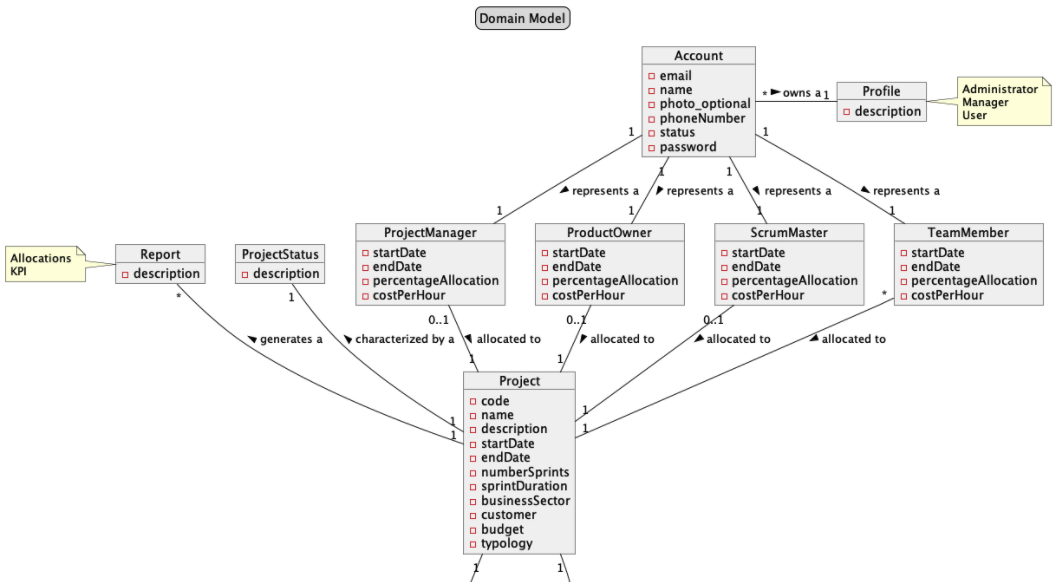 Domain Model
Account
email
name
photo_optional
phoneNumber
status
password
* owns a 1
Profile
description
Administrator
Manager
User
1 1 1 1
represents a represents a represents a represents a
1 1 1 1
Report
description
Allocations
KPI
ProjectStatus
description
ProjectManager
startDate
endDate
percentageAllocation
costPerHour
ProductOwner
startDate
endDate
percentageAllocation
costPerHour
ScrumMaster
startDate
endDate
percentageAllocation
costPerHour
TeamMember
startDate
endDate
percentageAllocation
costPerHour
* 1 0..1 0..1 0..1 *
generates a characterized by a allocated to allocated to allocated to allocated to
1 1 1 1 1 1
Project
code
name
description
startDate
endDate
numberSprints
sprintDuration
businessSector
customer
budget
typology
1 1